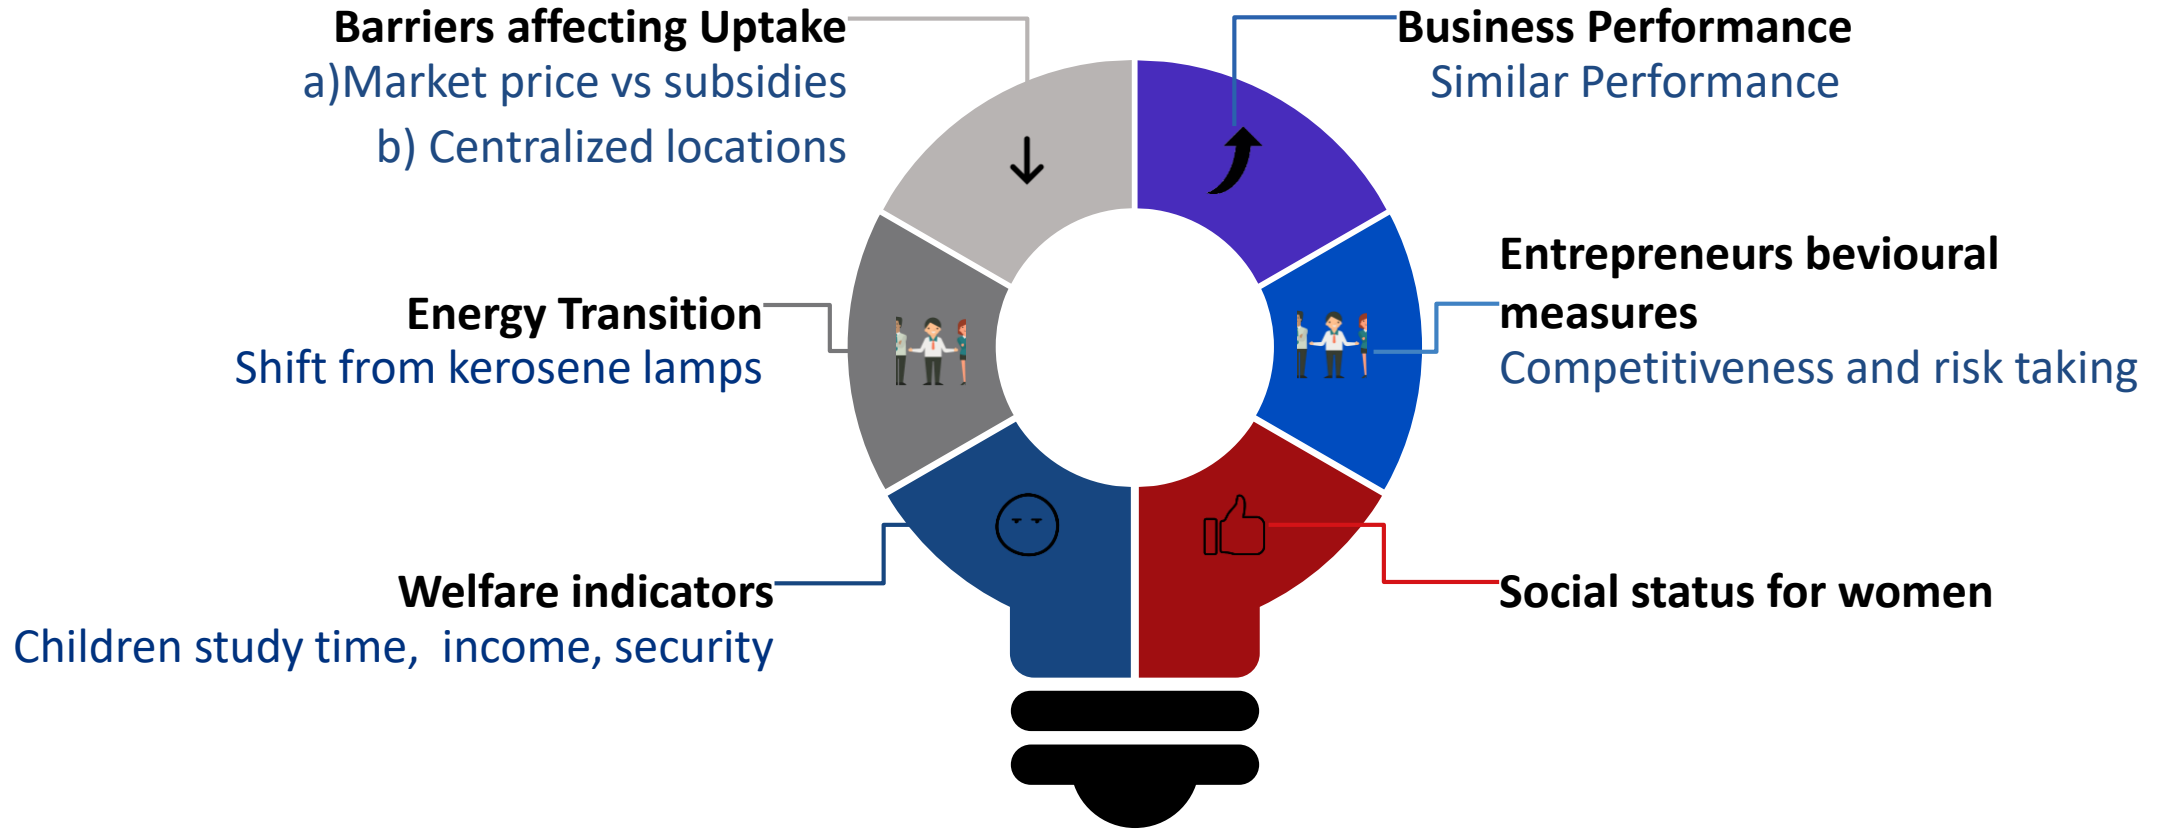 Barriers affecting Uptake
a)Market price vs subsidies
b) Centralized locations
Energy Transition
Shift from kerosene lamps
Welfare indicators
Children study time,  income, security
Business Performance
Similar Performance
Entrepreneurs bevioural
measures
Competitiveness and risk taking
Social status for women